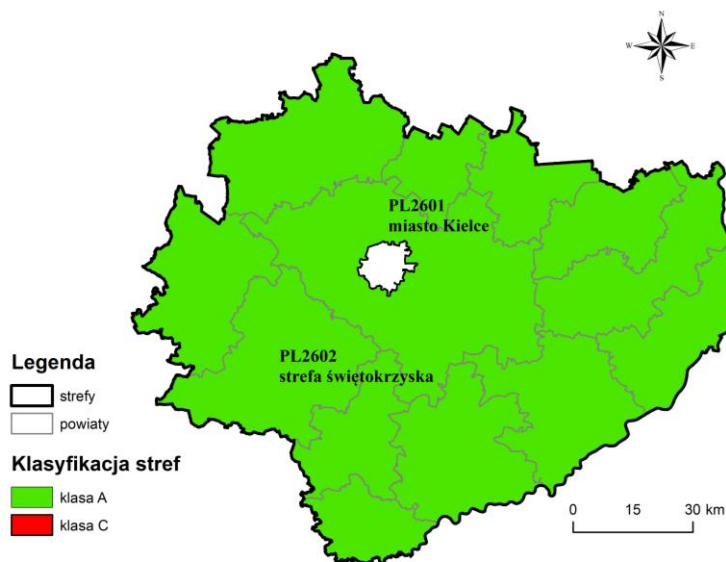 N
W E
S
PL2601
miasto Kielce
PL2602
strefa świętokrzyska
Legenda
strefy
powiaty
Klasyfikacja stref
klasa A
klasa C
0 15 30 km